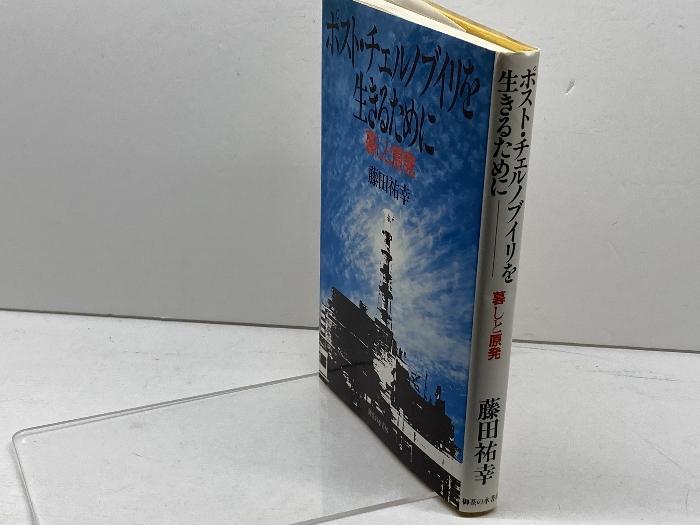 ポスト・チェルノブイリを
生きるために
暮しと原発
藤田祐幸
ポスト・チェルノブイリを
生きるために――
暮しと原発
藤田祐幸
御茶の水書